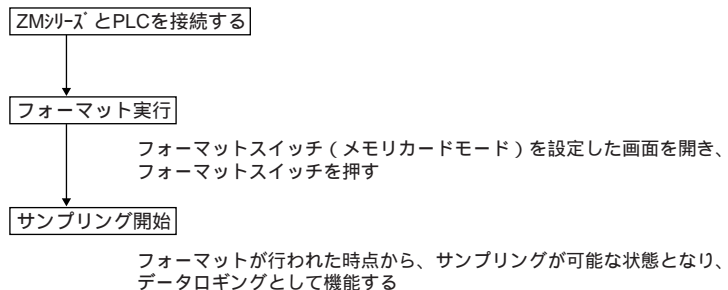 ZMｼﾘｰｽﾞとPLCを接続する
フォーマット実行
フォーマットスイッチ（メモリカードモード）を設定した画面を開き、
フォーマットスイッチを押す
サンプリング開始
フォーマットが行われた時点から、サンプリングが可能な状態となり、
データロギングとして機能する